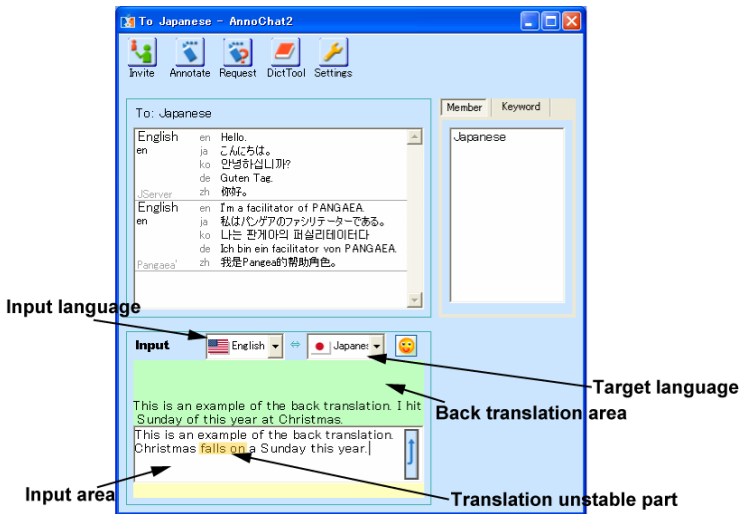 To Japanese - AnnoChat2
Invite Annotate Request DictTool Settings
To: Japanese
English en Hello.
en ja こんにちは。
ko 안녕하십니까?
de Guten Tag.
JServer zh 你好。
English en I'm a facilitator of PANGAEA.
en ja 私はパンゲアのファシリテーターである。
ko 나는 판게아의 퍼실리테이터다
de Ich bin ein facilitator von PANGAEA.
Pangaea' zh 我是Pangea的帮助角色。
Member Keyword
Japanese
Input language
Input English ⇔ Japane:
Target language
Back translation area
This is an example of the back translation. I hit
Sunday of this year at Christmas.
This is an example of the back translation.
Christmas falls on a Sunday this year.
Input area
Translation unstable part